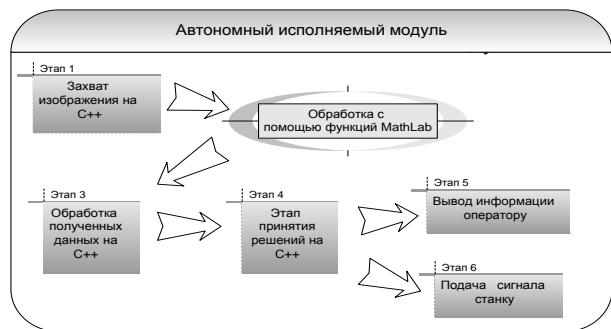 Автономный исполняемый модуль
Этап 1
Захват
изображения на
С++
Обработка с
помощью функций MathLab
Этап 3
Обработка
полученных
данных на
С++
Этап 4
Этап
принятия
решений на
С++
Этап 5
Вывод информации
оператору
Этап 6
Подача сигнала
станку